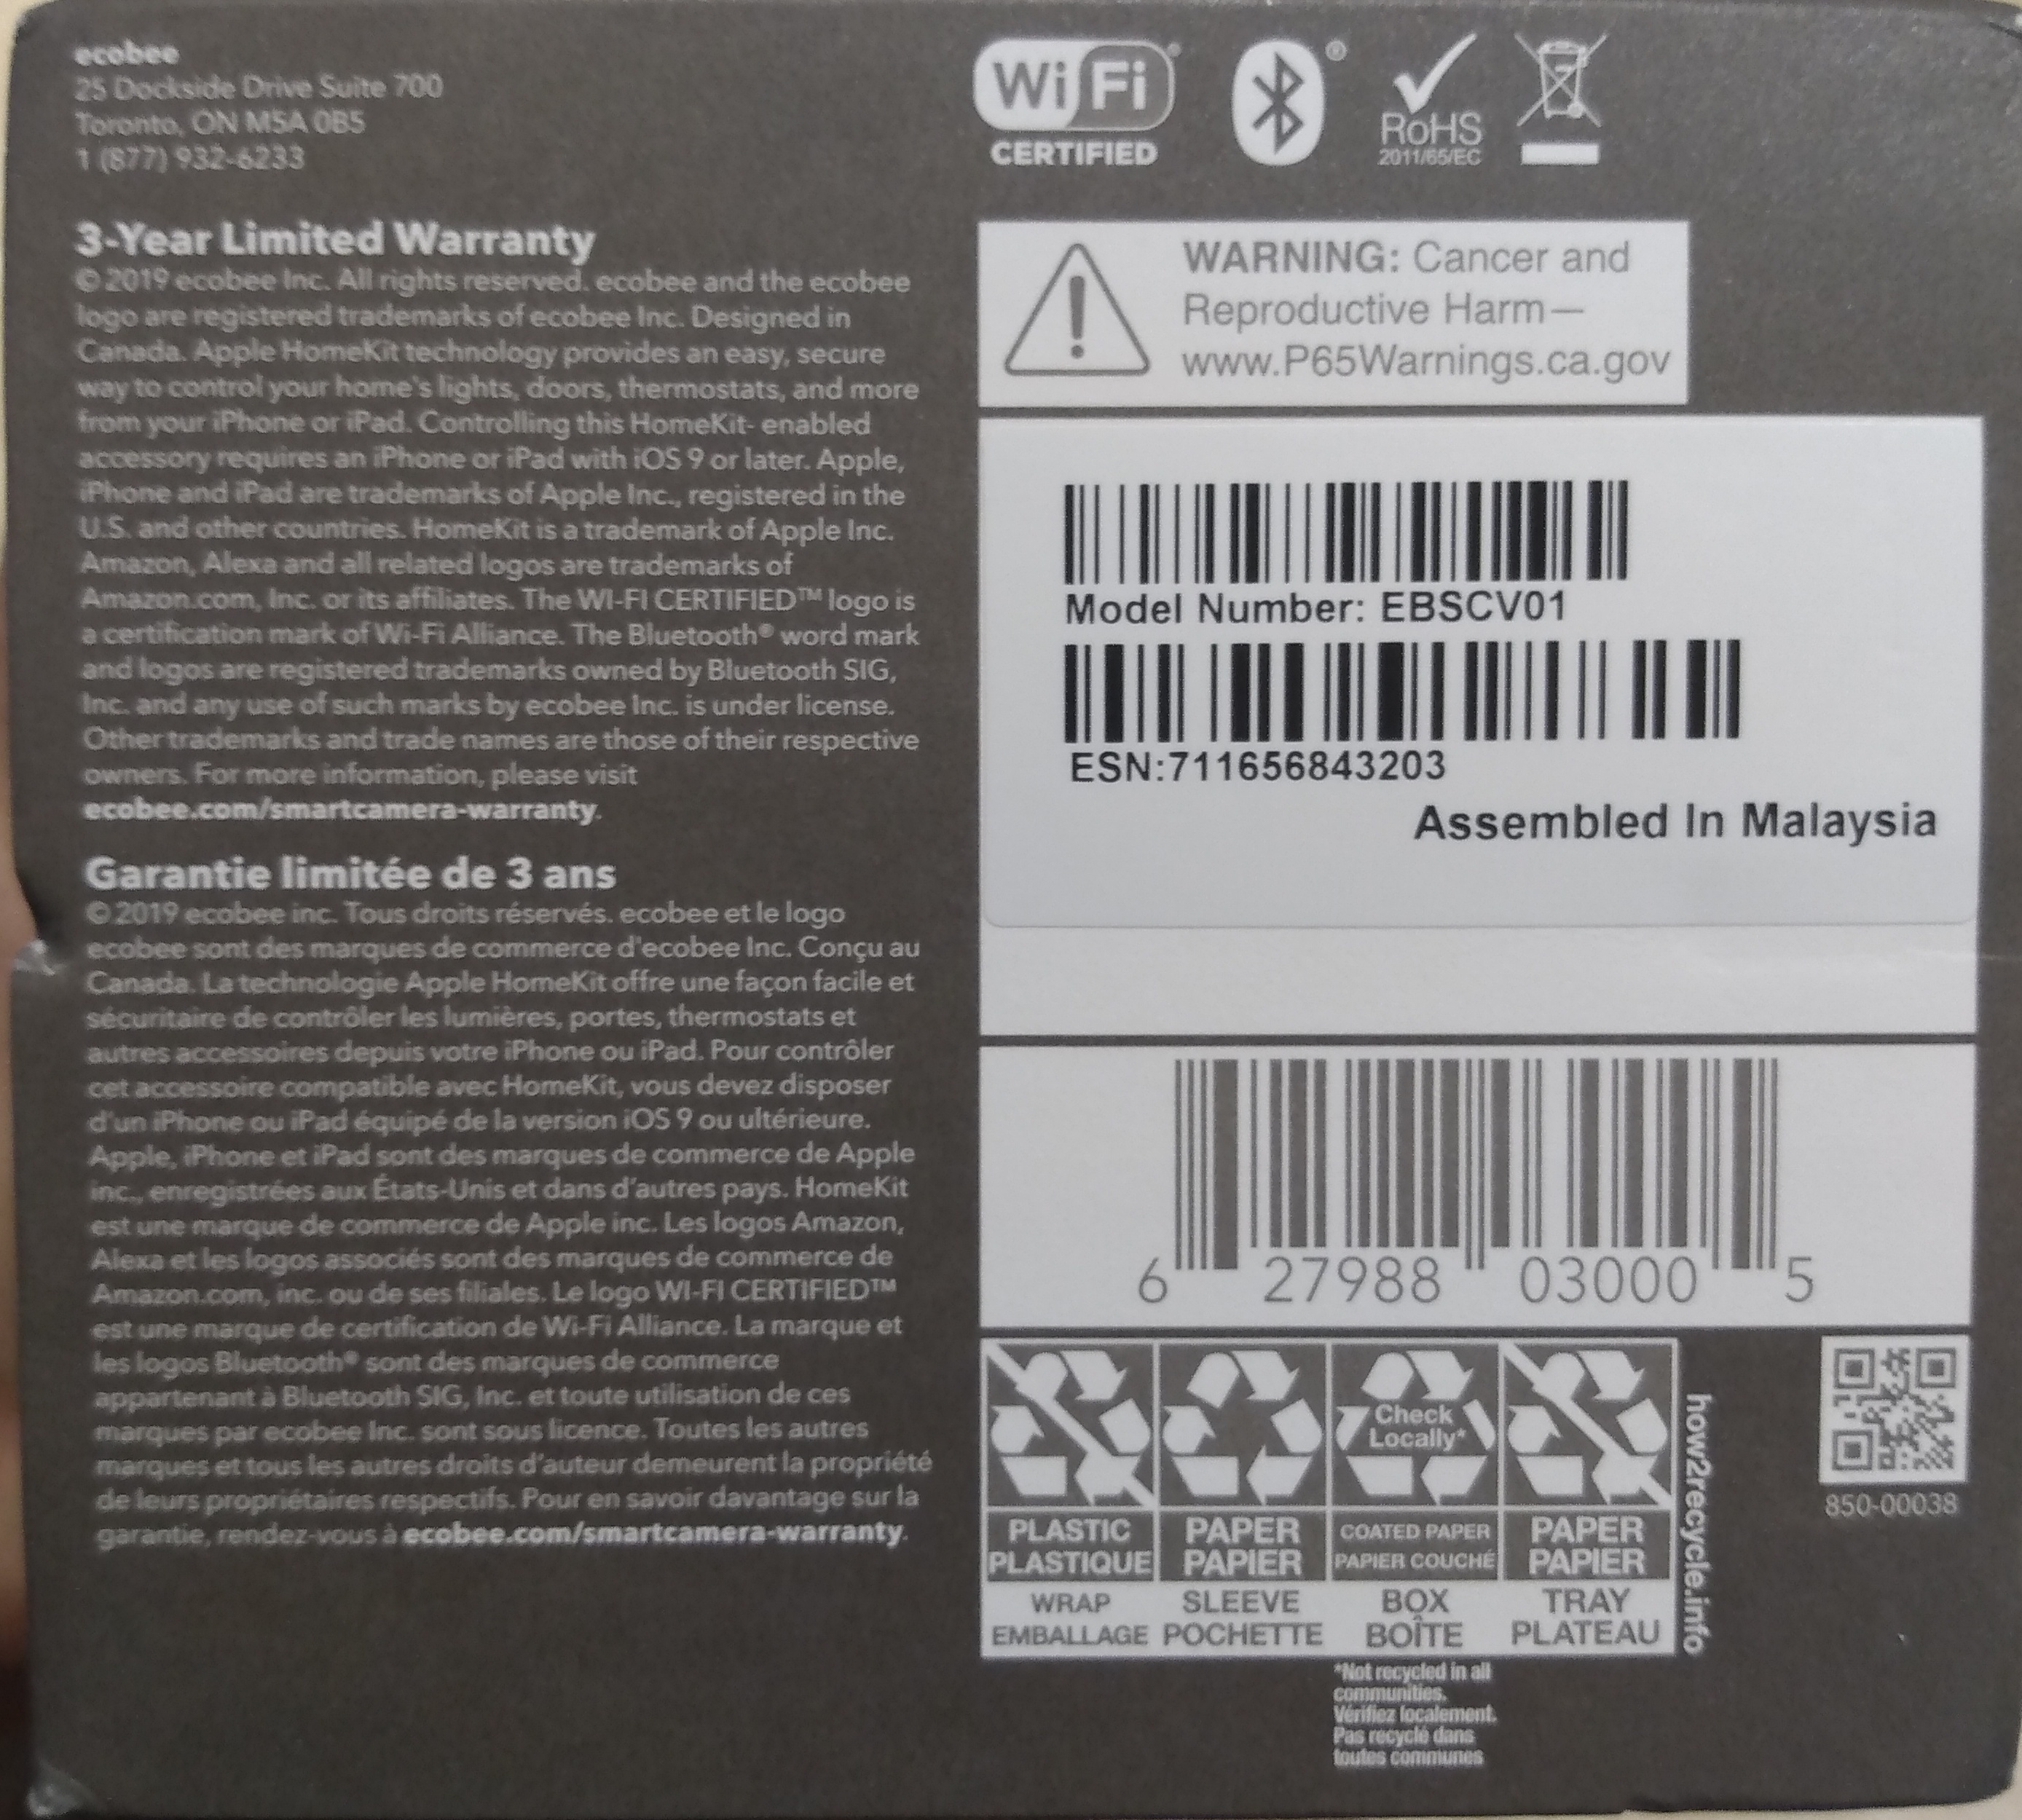 ecobee
25 Dockside Drive Suite 700
Toronto, ON M5A 0B5
1 (877) 932-6233
3-Year Limited Warranty
© 2019 ecobee Inc. All rights reserved. ecobee and the ecobee
logo are registered trademarks of ecobee Inc. Designed in
Canada. Apple HomeKit technology provides an easy, secure
way to control your home's lights, doors, thermostats, and more
from your iPhone or iPad. Controlling this HomeKit- enabled
accessory requires an iPhone or iPad with iOS 9 or later. Apple,
iPhone and iPad are trademarks of Apple Inc., registered in the
U.S. and other countries. HomeKit is a trademark of Apple Inc.
Amazon, Alexa and all related logos are trademarks of
Amazon.com, Inc. or its affiliates. The WI-FI CERTIFIED™ logo is
a certification mark of Wi-Fi Alliance. The Bluetooth® word mark
and logos are registered trademarks owned by Bluetooth SIG,
Inc. and any use of such marks by ecobee Inc. is under license.
Other trademarks and trade names are those of their respective
owners. For more information, please visit
ecobee.com/smartcamera-warranty.
Garantie limitée de 3 ans
© 2019 ecobee inc. Tous droits réservés. ecobee et le logo
ecobee sont des marques de commerce d'ecobee Inc. Conçu au
Canada. La technologie Apple HomeKit offre une façon facile et
sécuritaire de contrôler les lumières, portes, thermostats et
autres accessoires depuis votre iPhone ou iPad. Pour contrôler
cet accessoire compatible avec HomeKit, vous devez disposer
d'un iPhone ou iPad équipé de la version iOS 9 ou ultérieure.
Apple, iPhone et iPad sont des marques de commerce de Apple
inc., enregistrées aux États-Unis et dans d'autres pays. HomeKit
est une marque de commerce de Apple inc. Les logos Amazon,
Alexa et les logos associés sont des marques de commerce de
Amazon.com, inc. ou de ses filiales. Le logo WI-FI CERTIFIED™
est une marque de certification de Wi-Fi Alliance. La marque et
les logos Bluetooth® sont des marques de commerce
appartenant à Bluetooth SIG, Inc. et toute utilisation de ces
marques par ecobee Inc. sont sous licence. Toutes les autres
marques et tous les autres droits d'auteur demeurent la propriété
de leurs propriétaires respectifs. Pour en savoir davantage sur la
garantie, rendez-vous à ecobee.com/smartcamera-warranty.
Wi Fi ®
CERTIFIED
®
RoHS
2011/65/EC
WARNING: Cancer and
Reproductive Harm—
www.P65Warnings.ca.gov
Model Number: EBSCV01
ESN:711656843203
Assembled In Malaysia
6 27988 03000 5
Check
Locally*
PLASTIC
PLASTIQUE
WRAP
EMBALLAGE
PAPER
PAPIER
SLEEVE
POCHETTE
COATED PAPER
PAPIER COUCHÉ
BOX
BOÎTE
PAPER
PAPIER
TRAY
PLATEAU
how2recycle.info
*Not recycled in all
communities.
Vérifiez localement.
Pas recyclé dans
toutes communes
850-00038